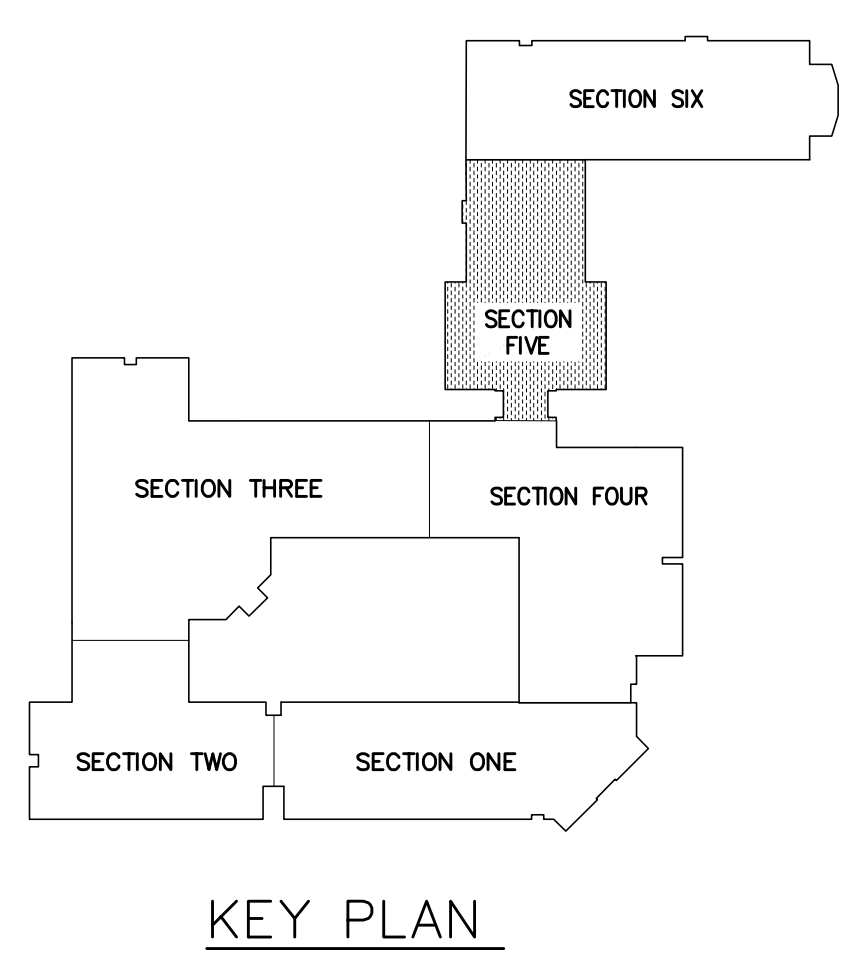 SECTION SIX
SECTION
FIVE
SECTION THREE
SECTION FOUR
SECTION TWO
SECTION ONE
KEY PLAN